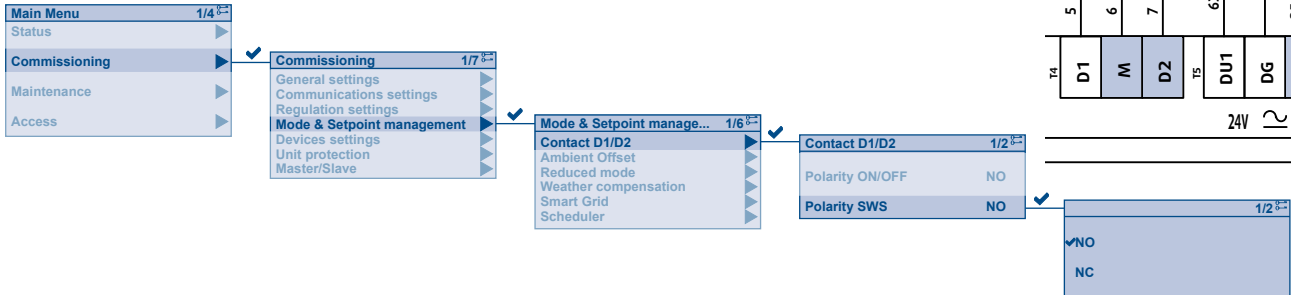 Main Menu 1/4
Status
Commissioning
Maintenance
Access
Commissioning 1/7
General settings
Communications settings
Regulation settings
Mode & Setpoint management
Devices settings
Unit protection
Master/Slave
Mode & Setpoint manage... 1/6
Contact D1/D2
Ambient Offset
Reduced mode
Weather compensation
Smart Grid
Scheduler
Contact D1/D2 1/2
Polarity ON/OFF NO
Polarity SWS NO
1/2
NO
NC
5 6 7
T4 D1 M D2 T5 DU1 DG
24V